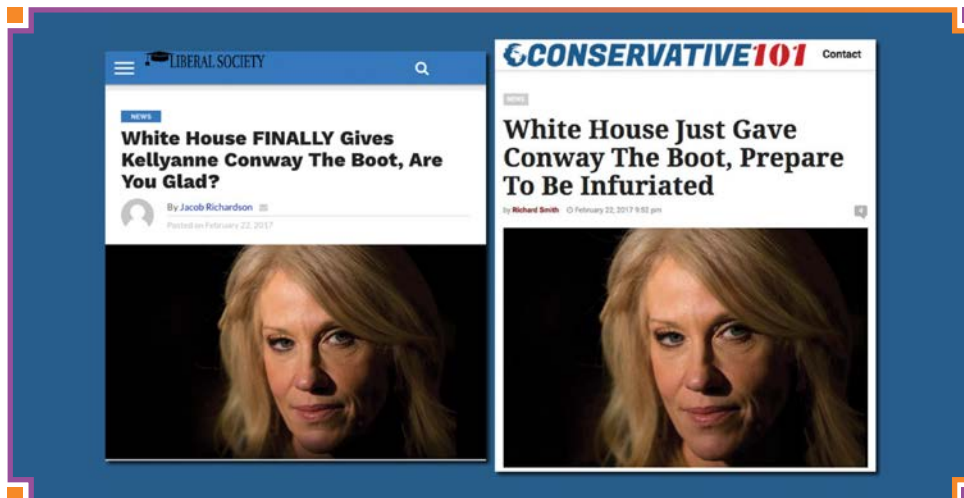 LIBERAL SOCIETY
NEWS
White House FINALLY Gives
Kellyanne Conway The Boot, Are
You Glad?
By Jacob Richardson
Posted on February 22, 2017
CONSERVATIVE101
Contact
NEWS
White House Just Gave
Conway The Boot, Prepare
To Be Infuriated
by Richard Smith February 22, 2017 9:52 pm
4